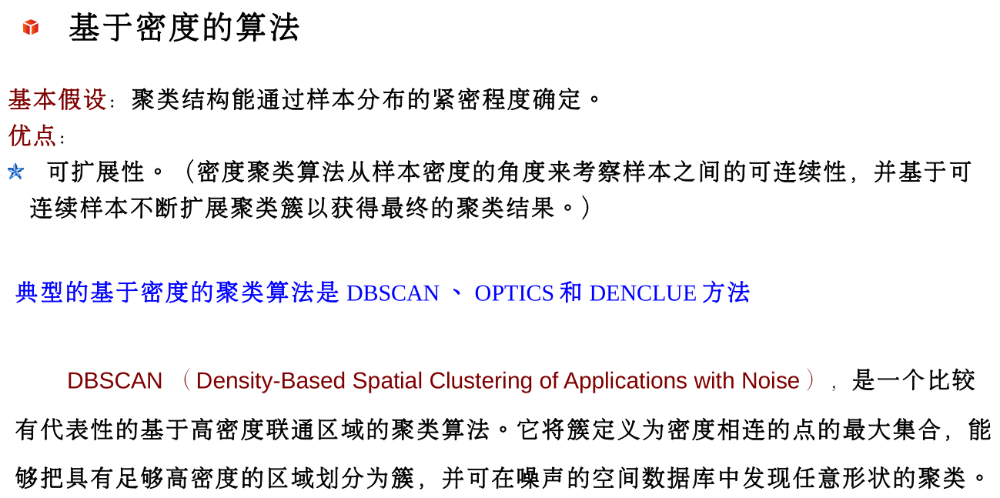 基于密度的算法
基本假设：聚类结构能通过样本分布的紧密程度确定。
优点：
可扩展性。（密度聚类算法从样本密度的角度来考察样本之间的可连续性，并基于可
连续样本不断扩展聚类簇以获得最终的聚类结果。）
典型的基于密度的聚类算法是 DBSCAN 、 OPTICS 和 DENCLUE 方法
DBSCAN （Density-Based Spatial Clustering of Applications with Noise），是一个比较
有代表性的基于高密度联通区域的聚类算法。它将簇定义为密度相连的点的最大集合，能
够把具有足够高密度的区域划分为簇，并可在噪声的空间数据库中发现任意形状的聚类。